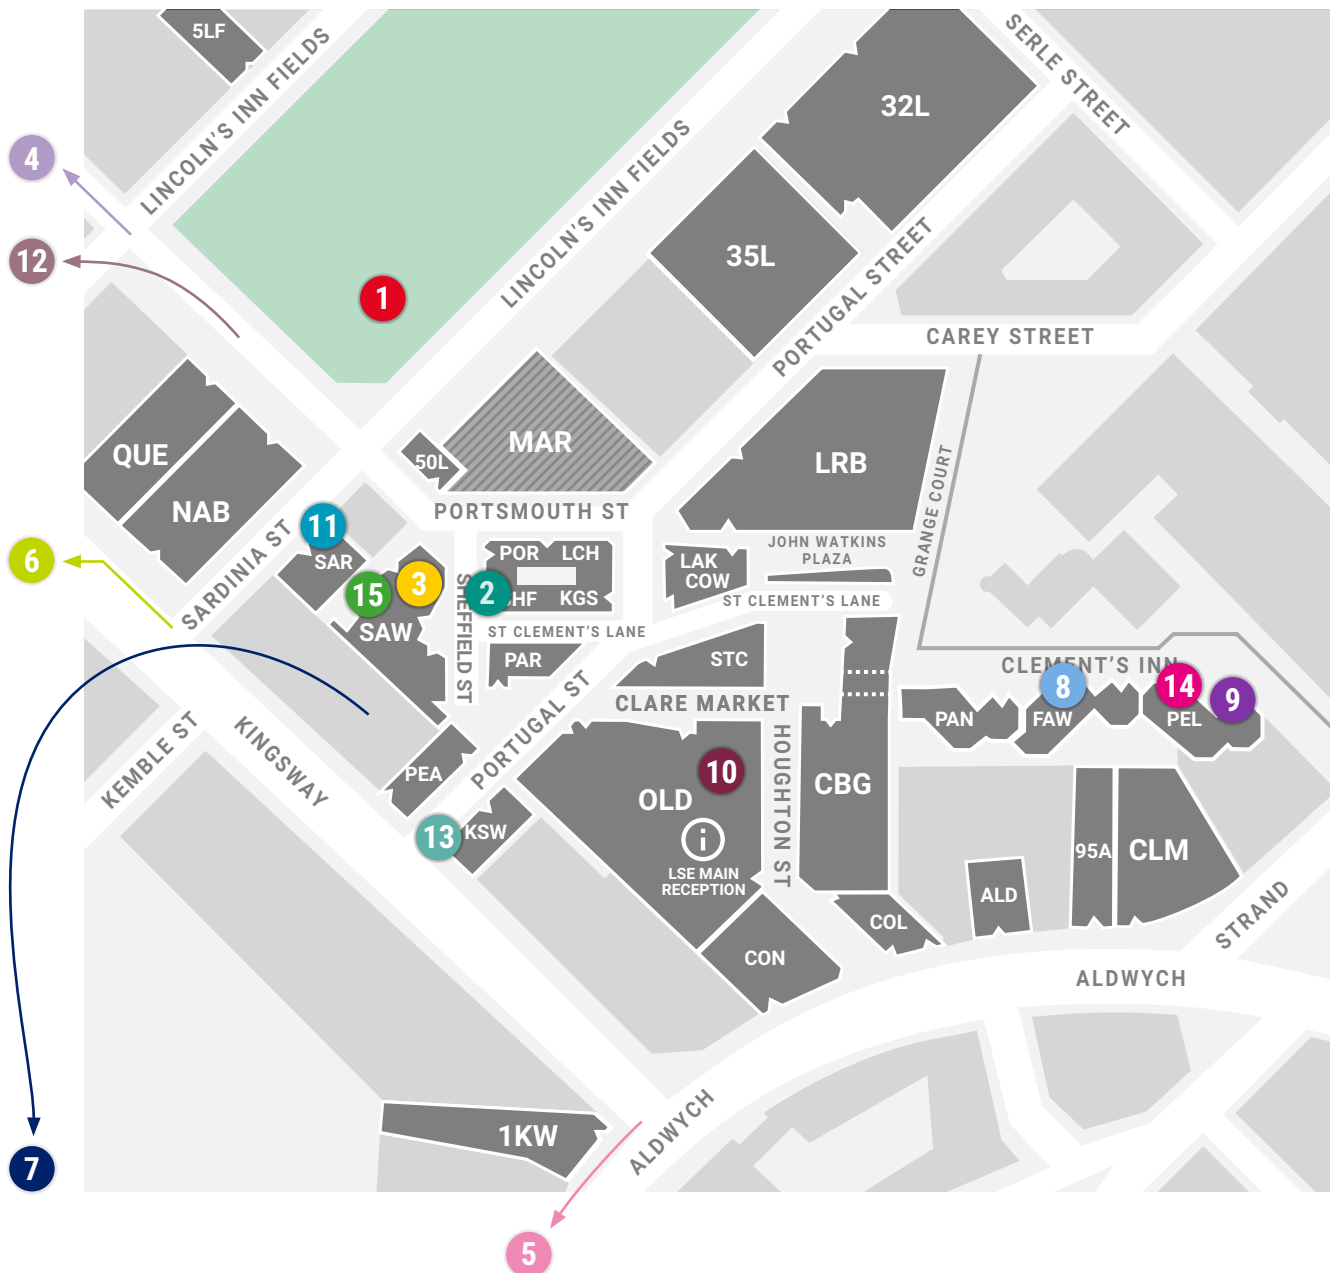 5LF
LINCOLN'S INN FIELDS
SERLE STREET
32L
4
LINCOLN'S INN FIELDS
12
35L
PORTUGAL STREET
1
CAREY STREET
QUE
50L
MAR
LRB
GRANGE COURT
NAB
PORTSMOUTH ST
11
SARDINIA ST
SAR
POR
LCH
JOHN WATKINS
PLAZA
6
LAK
COW
15
3
SHEFFIELD ST
2
HF
KGS
ST CLEMENT'S LANE
SAW
ST CLEMENT'S LANE
PAR
STC
CLEMENT'S INN
8
14
9
CLARE MARKET
PAN
FAW
PEL
KEMBLE ST
KINGSWAY
PEA
PORTUGAL ST
HOUGHTON ST
10
OLD
CBG
13
KSW
LSE MAIN
RECEPTION
95A
CLM
ALD
STRAND
COL
CON
ALDWYCH
1KW
ALDWYCH
7
5